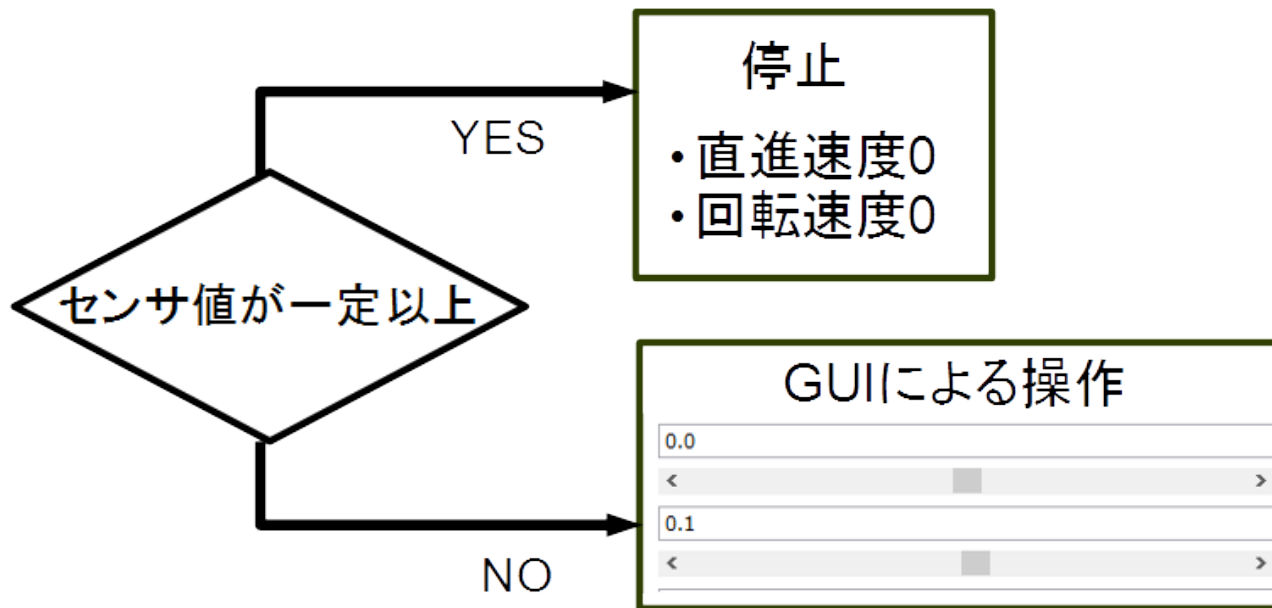 停止
YES
・直進速度0
・回転速度0
センサ値が一定以上
GUIによる操作
0.0
<	>
0.1
<	>
NO